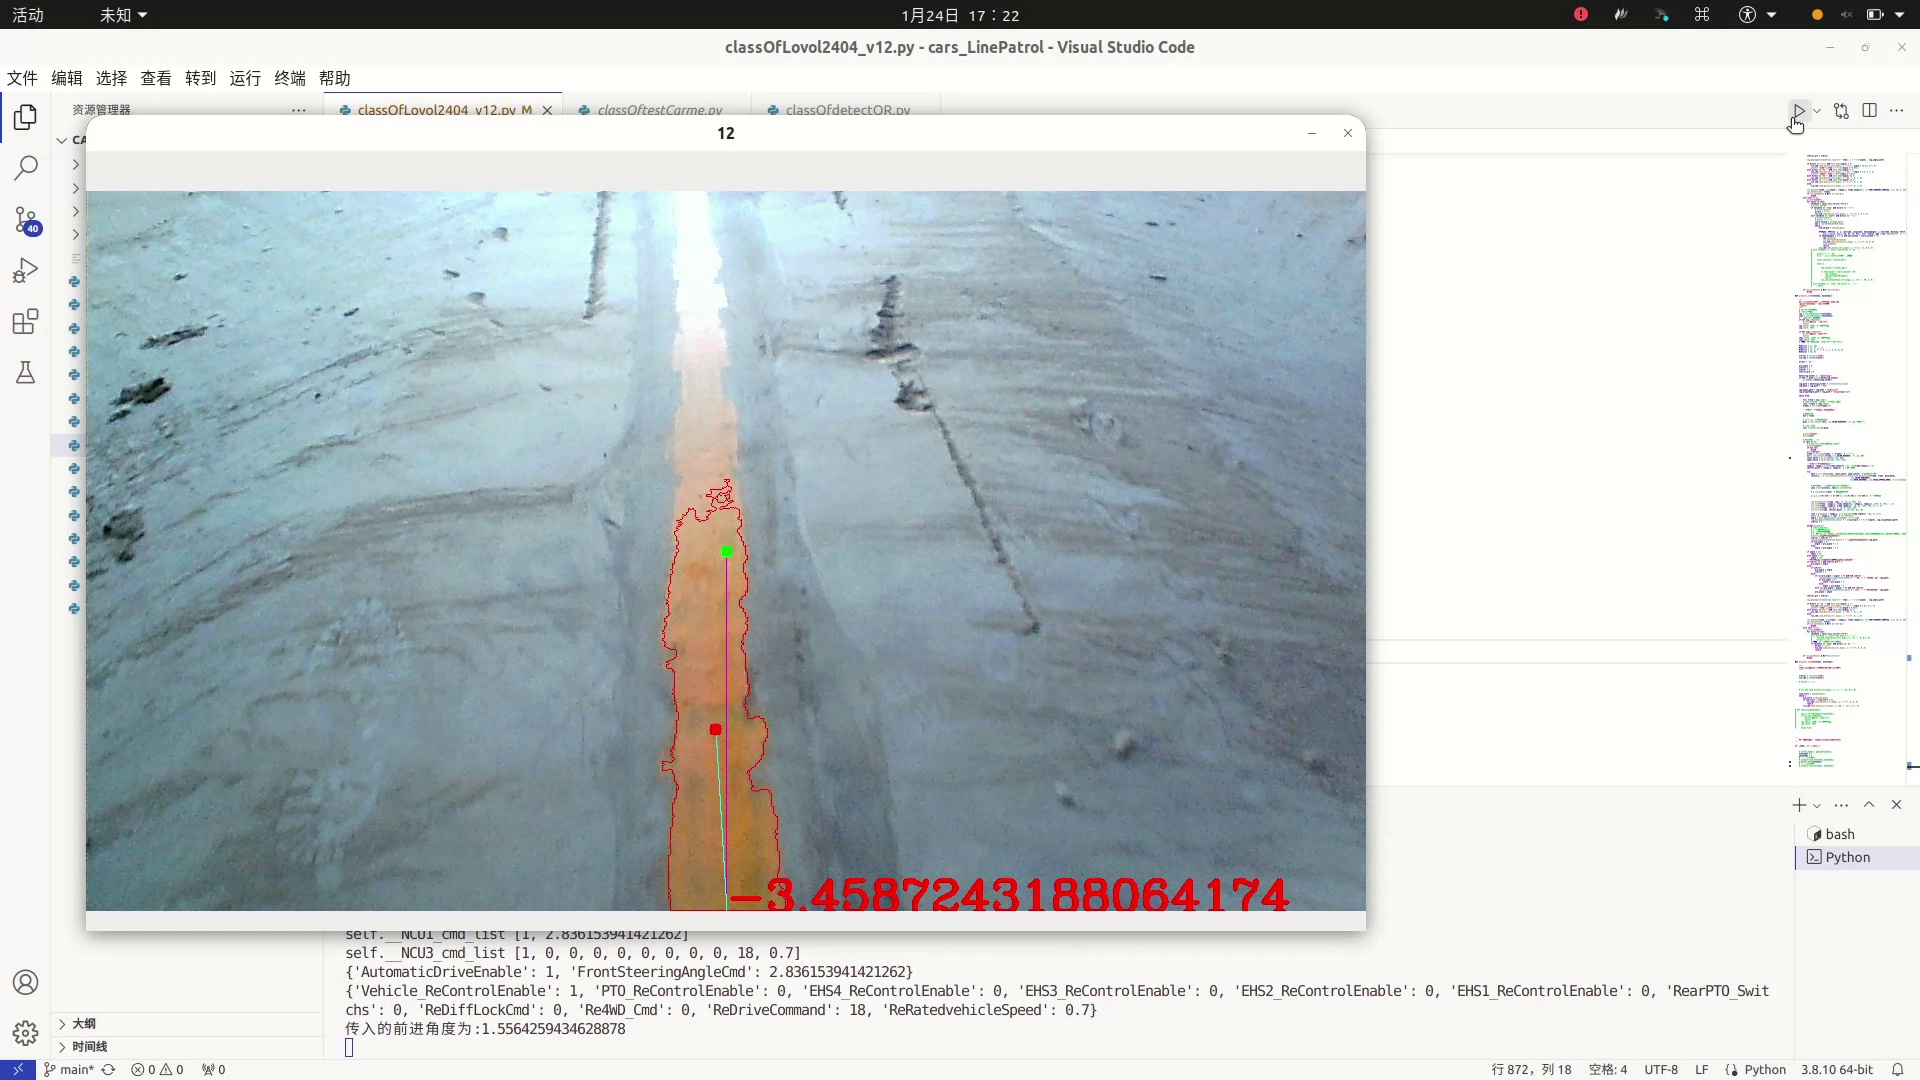 活动
未知
1月24日 17：22
classOfLovol2404_v12.py - cars_LinePatrol - Visual Studio Code
文件 编辑 选择 查看 转到 运行 终端 帮助
资源管理器
classOfLovol2404_v12.py M
classOftestCarme.py
classOfdetectQR.py
CA
12
40
-3.4587243188064174
bash
Python
self.__NCU1_cmd_list [1, 2.836153941421262]
self.__NCU3_cmd_list [1, 0, 0, 0, 0, 0, 0, 0, 0, 18, 0.7]
{'AutomaticDriveEnable': 1, 'FrontSteeringAngleCmd': 2.836153941421262}
{'Vehicle_ReControlEnable': 1, 'PTO_ReControlEnable': 0, 'EHS4_ReControlEnable': 0, 'EHS3_ReControlEnable': 0, 'EHS2_ReControlEnable': 0, 'EHS1_ReControlEnable': 0, 'RearPTO_Swit
chs': 0, 'ReDiffLockCmd': 0, 'Re4WD_Cmd': 0, 'ReDriveCommand': 18, 'ReRatedvehicleSpeed': 0.7}
传入的前进角度为:1.5564259434628878
大纲
时间线
main*
0 0
0
行 872，列 18
空格: 4
UTF-8
LF
Python
3.8.10 64-bit